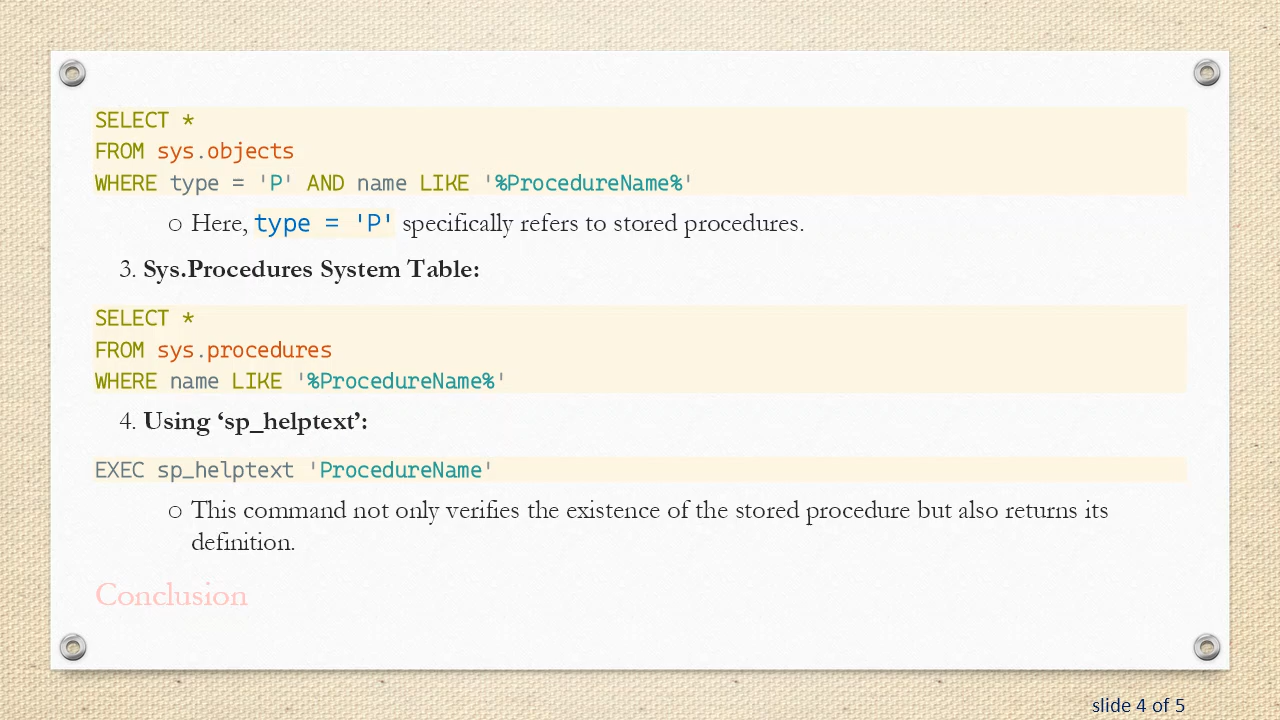 SELECT *
FROM sys.objects
WHERE type = 'P' AND name LIKE '%ProcedureName%'
o Here, type = 'P' specifically refers to stored procedures.
3. Sys.Procedures System Table:
SELECT *
FROM sys.procedures
WHERE name LIKE '%ProcedureName%'
4. Using ‘sp_helptext’:
EXEC sp_helptext 'ProcedureName'
o This command not only verifies the existence of the stored procedure but also returns its
definition.
Conclusion
slide 4 of 5